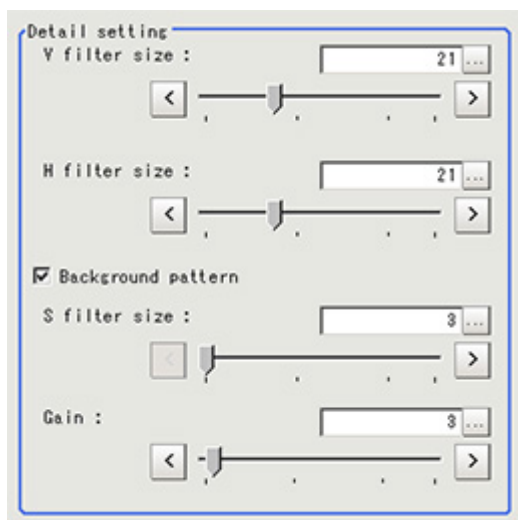 Detail setting
V filter size : 21 ...
H filter size : 21 ...
Background pattern
S filter size : 3 ...
Gain : 3 ...